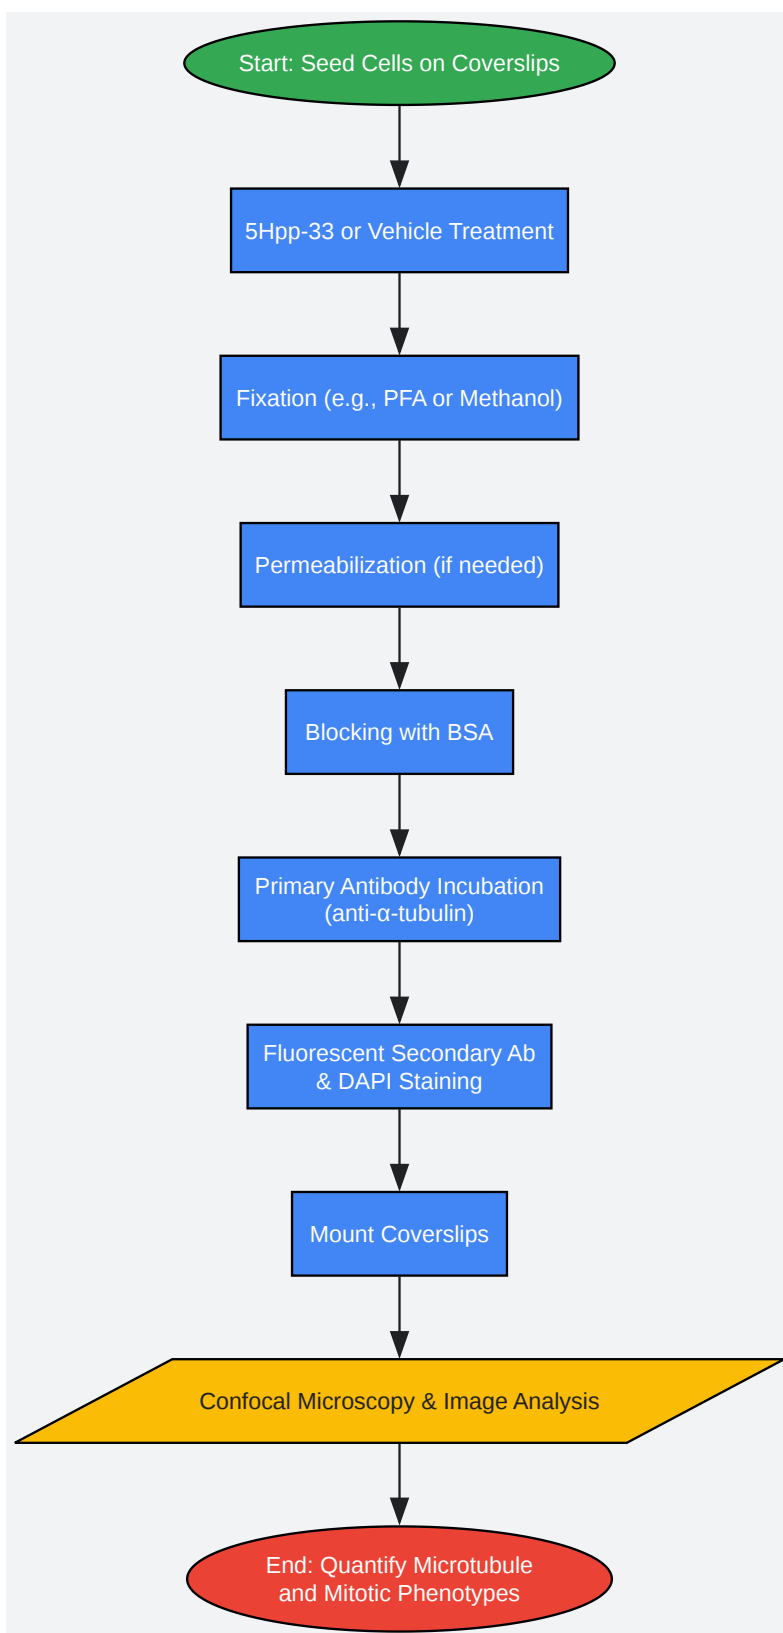 Start: Seed Cells on Coverslips
5Hpp-33 or Vehicle Treatment
Fixation (e.g., PFA or Methanol)
Permeabilization (if needed)
Blocking with BSA
Primary Antibody Incubation
(anti-α-tubulin)
Fluorescent Secondary Ab
& DAPI Staining
Mount Coverslips
Confocal Microscopy & Image Analysis
End: Quantify Microtubule
and Mitotic Phenotypes